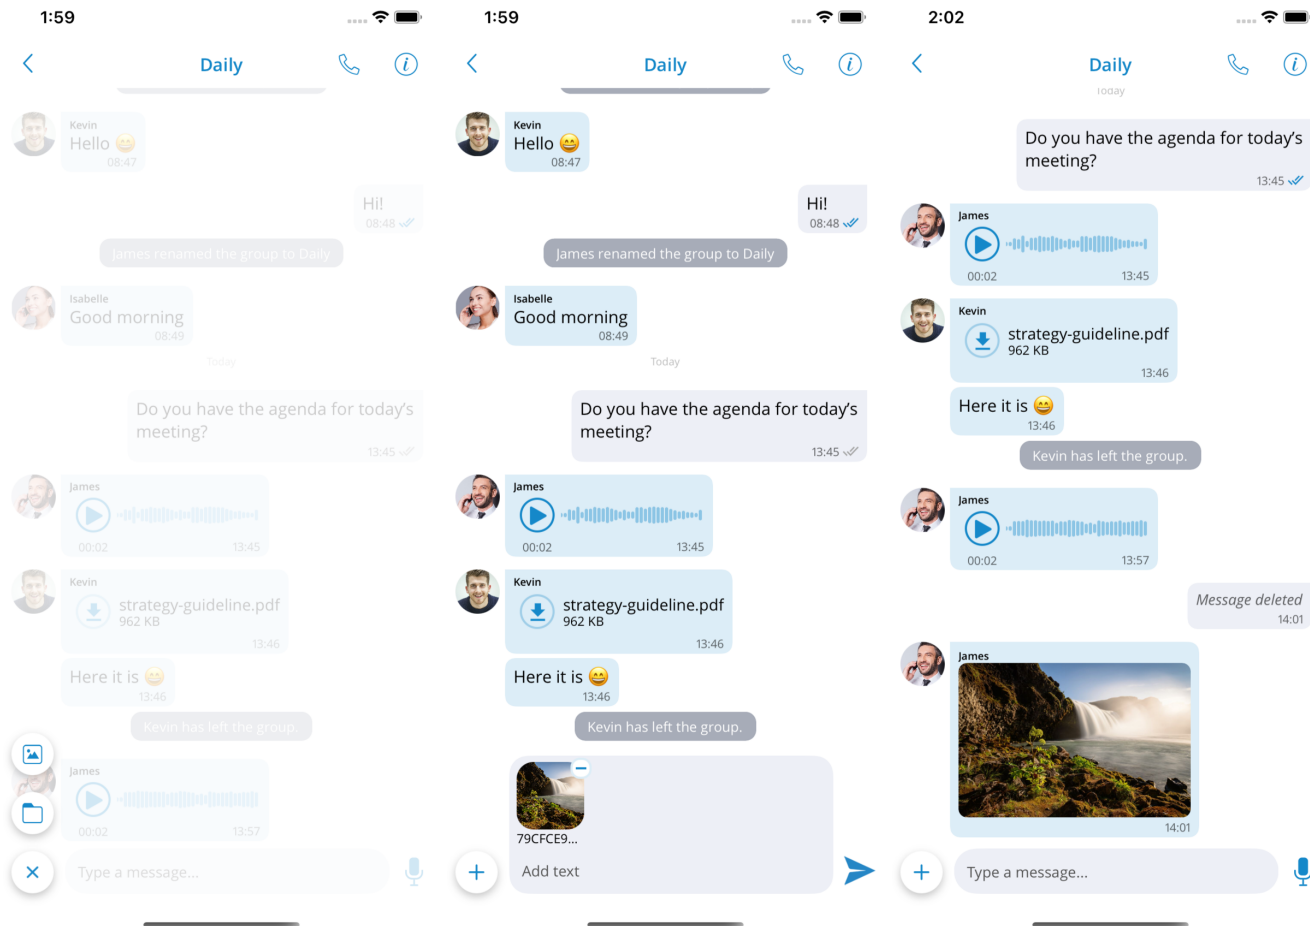 1:59
Daily
Kevin
Hello 😄
08:47
Hi!
08:48
James renamed the group to Daily
Isabelle
Good morning
08:49
Today
Do you have the agenda for today's
meeting?
13:45
James
00:02
13:45
Kevin
strategy-guideline.pdf
962 KB
13:46
Here it is 😄
13:46
Kevin has left the group.
James
00:02
13:57
Type a message...
1:59
Daily
Kevin
Hello 😄
08:47
Hi!
08:48
James renamed the group to Daily
Isabelle
Good morning
08:49
Today
Do you have the agenda for today's
meeting?
13:45
James
00:02
13:45
Kevin
strategy-guideline.pdf
962 KB
13:46
Here it is 😄
13:46
Kevin has left the group.
79CFCE9...
Add text
2:02
Daily
Today
Do you have the agenda for today's
meeting?
13:45
James
00:02
13:45
Kevin
strategy-guideline.pdf
962 KB
13:46
Here it is 😄
13:46
Kevin has left the group.
James
00:02
13:57
Message deleted
14:01
James
14:01
Type a message...